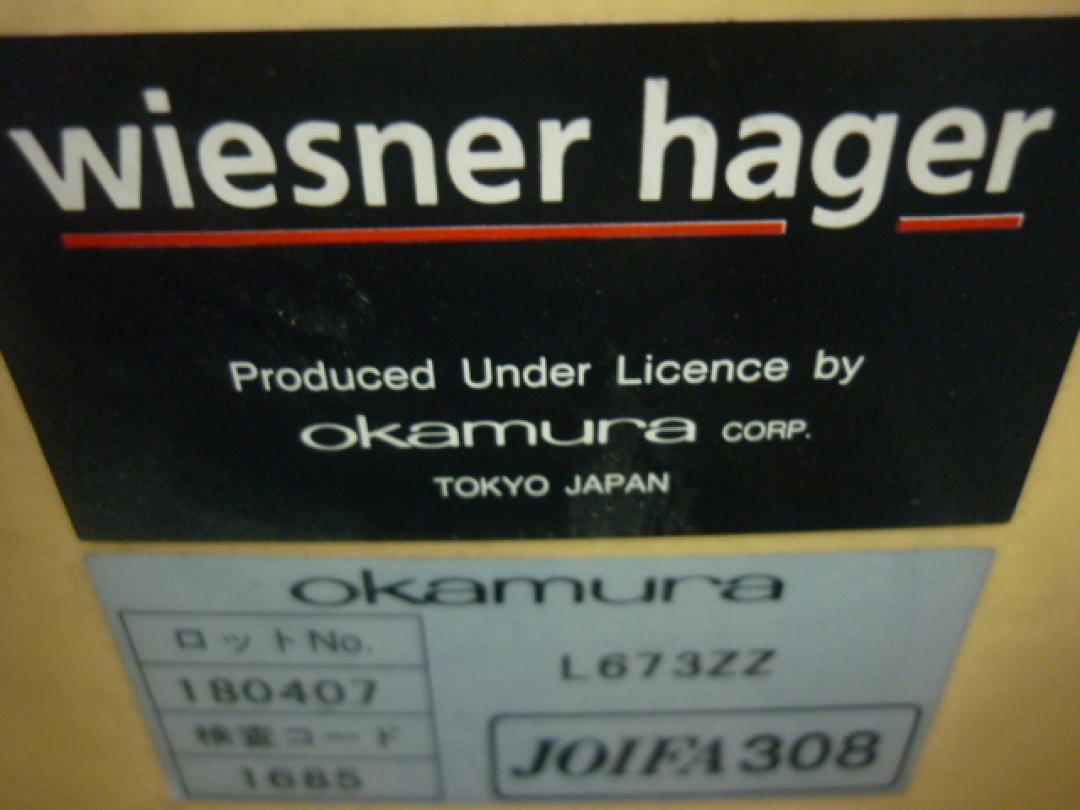 wiesner hager
Produced Under Licence by
okamura CORP.
TOKYO JAPAN
okamura
ロットNo.
180407
検査コード
1685
L673ZZ
JOIFA308